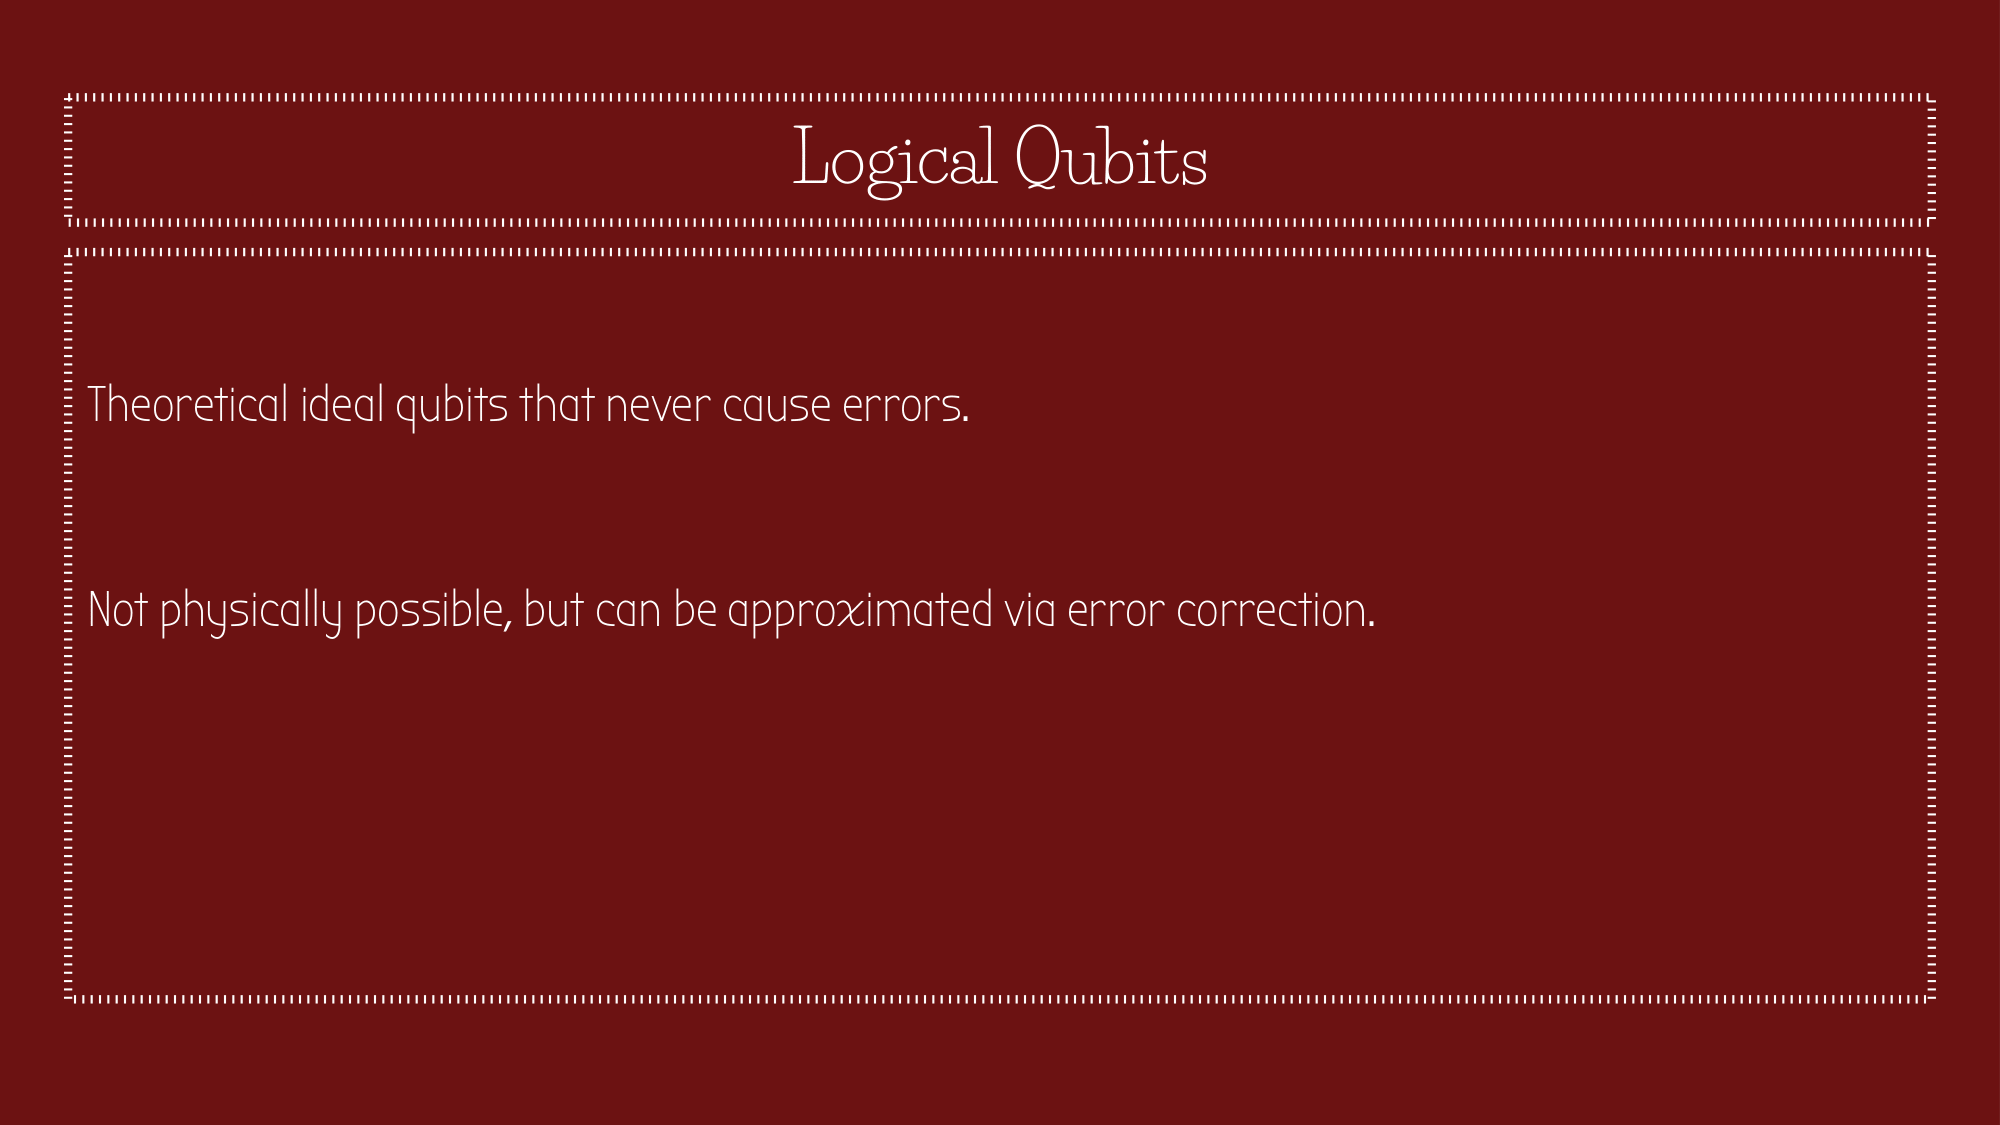 Logical Qubits
Theoretical ideal qubits that never cause errors.
Not physically possible, but can be approximated via error correction.